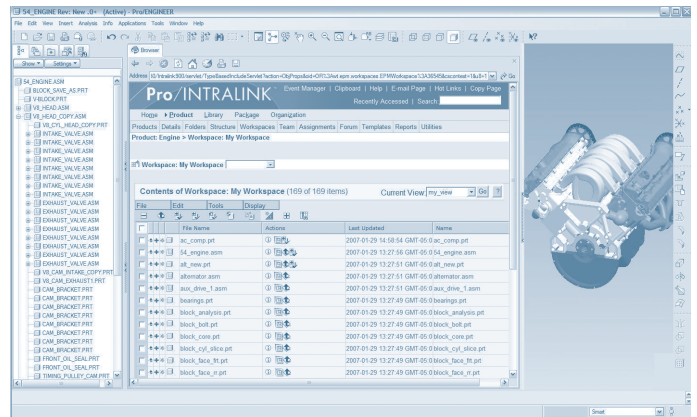 54_ENGINE Rev: New .0+ (Active) - Pro/ENGINEER
File Edit View Insert Analysis Info Applications Tools Window Help
Browser
Show Settings
54_ENGINE.ASM
BLOCK_SAVE_AS.PRT
V-BLOCK.PRT
V8_HEAD.ASM
V8_HEAD_COPY.ASM
V8_CYL_HEAD_COPY.PRT
INTAKE_VALVE.ASM
INTAKE_VALVE.ASM
INTAKE_VALVE.ASM
INTAKE_VALVE.ASM
INTAKE_VALVE.ASM
INTAKE_VALVE.ASM
INTAKE_VALVE.ASM
INTAKE_VALVE.ASM
EXHAUST_VALVE.ASM
EXHAUST_VALVE.ASM
EXHAUST_VALVE.ASM
EXHAUST_VALVE.ASM
EXHAUST_VALVE.ASM
EXHAUST_VALVE.ASM
EXHAUST_VALVE.ASM
EXHAUST_VALVE.ASM
V8_CAM_INTAKE_COPY.PRT
V8_CAM_EXHAUST1.PRT
CAM_BRACKET.PRT
CAM_BRACKET.PRT
CAM_BRACKET.PRT
CAM_BRACKET.PRT
CAM_BRACKET.PRT
FRONT_OIL_SEAL.PRT
FRONT_OIL_SEAL.PRT
TIMING_PULLEY_CAM.PRT
Address
Go
Pro/INTRALINK
Event Manager | Clipboard | Help | E-mail Page | Hot Links | Copy Page
Recently Accessed | Search:
Home Product Library Package Organization
Products Details Folders Structure Workspaces Team Assignments Forum Templates Reports Utilities
Product: Engine > Workspace: My Workspace
Workspace: My Workspace
Contents of Workspace: My Workspace (169 of 169 items) Current View: my_view Go ?
File Edit Tools Display
File Name Actions Last Updated Name
ac_comp.prt 2007-01-29 14:58:54 GMT-05:0 ac_comp.prt
54_engine.asm 2007-01-29 13:27:56 GMT-05:0 54_engine.asm
alt_new.prt 2007-01-29 13:27:51 GMT-05:0 alt_new.prt
alternator.asm 2007-01-29 13:27:51 GMT-05:0 alternator.asm
aux_drive_1.asm 2007-01-29 13:27:51 GMT-05:0 aux_drive_1.asm
bearings.prt 2007-01-29 13:27:49 GMT-05:0 bearings.prt
block_analysis.prt 2007-01-29 13:27:49 GMT-05:0 block_analysis.prt
block_bolt.prt 2007-01-29 13:27:49 GMT-05:0 block_bolt.prt
block_core.prt 2007-01-29 13:27:49 GMT-05:0 block_core.prt
block_cyl_slice.prt 2007-01-29 13:27:49 GMT-05:0 block_cyl_slice.prt
block_face_frt.prt 2007-01-29 13:27:49 GMT-05:0 block_face_frt.prt
block_face_rr.prt 2007-01-29 13:27:49 GMT-05:0 block_face_rr.prt
Smart